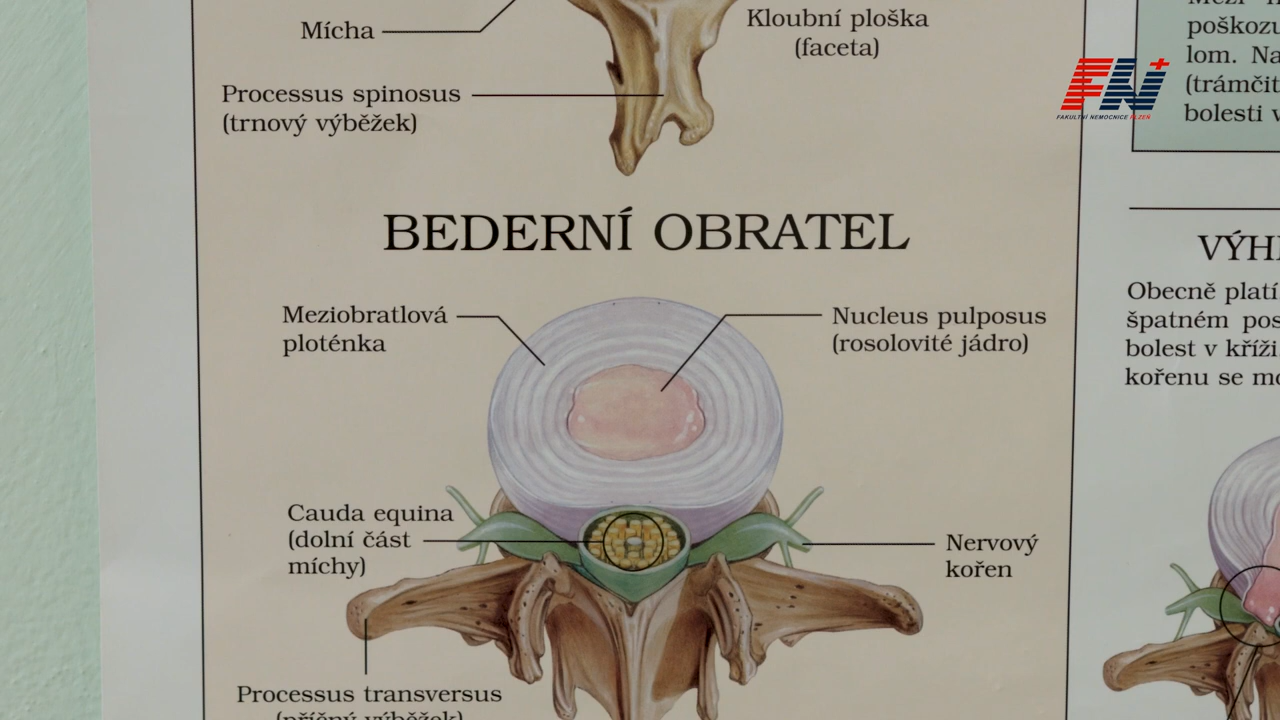 Mícha
Kloubní ploška
(faceta)
Processus spinosus
(trnový výběžek)
BEDERNÍ OBRATEL
Meziobratlová
ploténka
Nucleus pulposus
(rosolovité jádro)
Cauda equina
(dolní část
míchy)
Nervový
kořen
Processus transversus
(příčný výběžek)
poškozu
lom. Na
(trámčit
bolesti v
FN+
FAKULTNÍ NEMOCNICE PLZEŇ
VÝH
Obecně platí
špatném pos
bolest v kříži
kořenu se mo